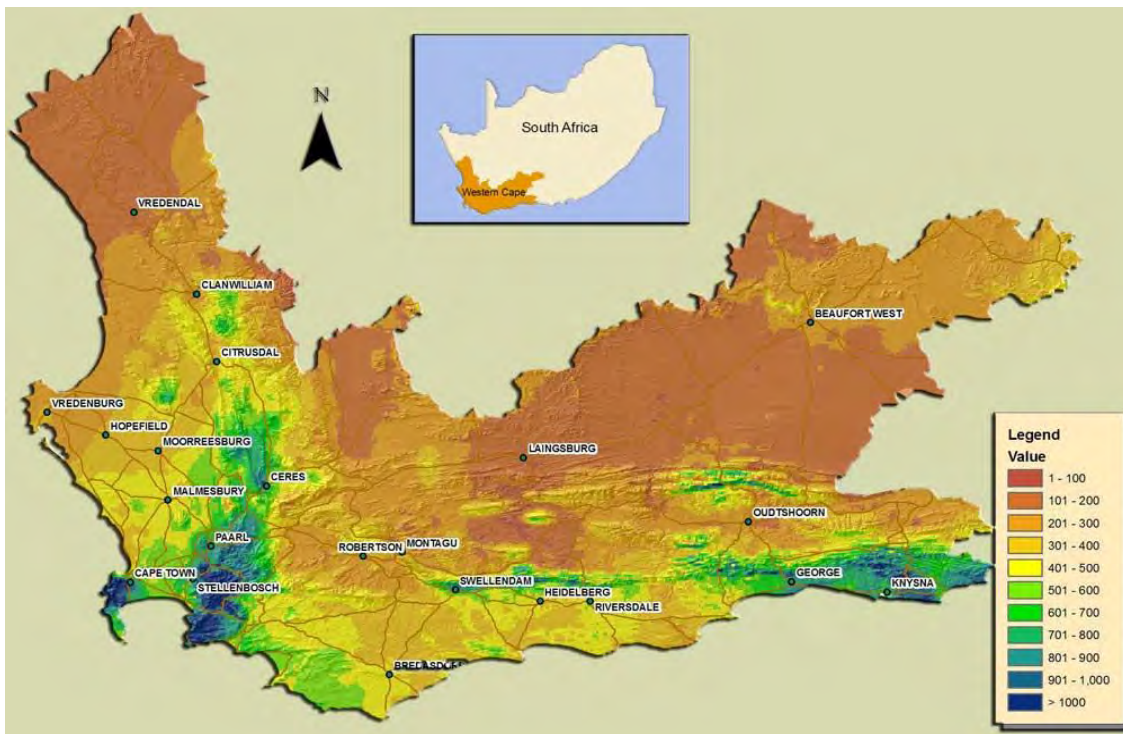 N
South Africa
Western Cape
VREDENDAL
CLANWILLIAM
BEAUFORT WEST
CITRUSDAL
VREDENBURG
HOPEFIELD
MOORREESBURG
LAINGSBURG
CERES
MALMESBURY
OUDTSHOORN
PAARL
ROBERTSON
MONTAGU
CAPE TOWN
STELLENBOSCH
SWELLENDAM
GEORGE
KNYSNA
HEIDELBERG
RIVERSDALE
Legend
Value
1 - 100
101 - 200
201 - 300
301 - 400
401 - 500
501 - 600
601 - 700
701 - 800
801 - 900
901 - 1,000
> 1000